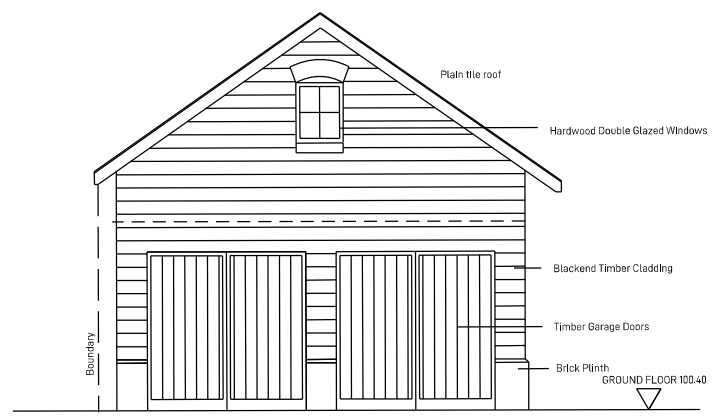 Plain tile roof
Hardwood Double Glazed Windows
Blackend Timber Cladding
Timber Garage Doors
Boundary
Brick Plinth
GROUND FLOOR 100.40